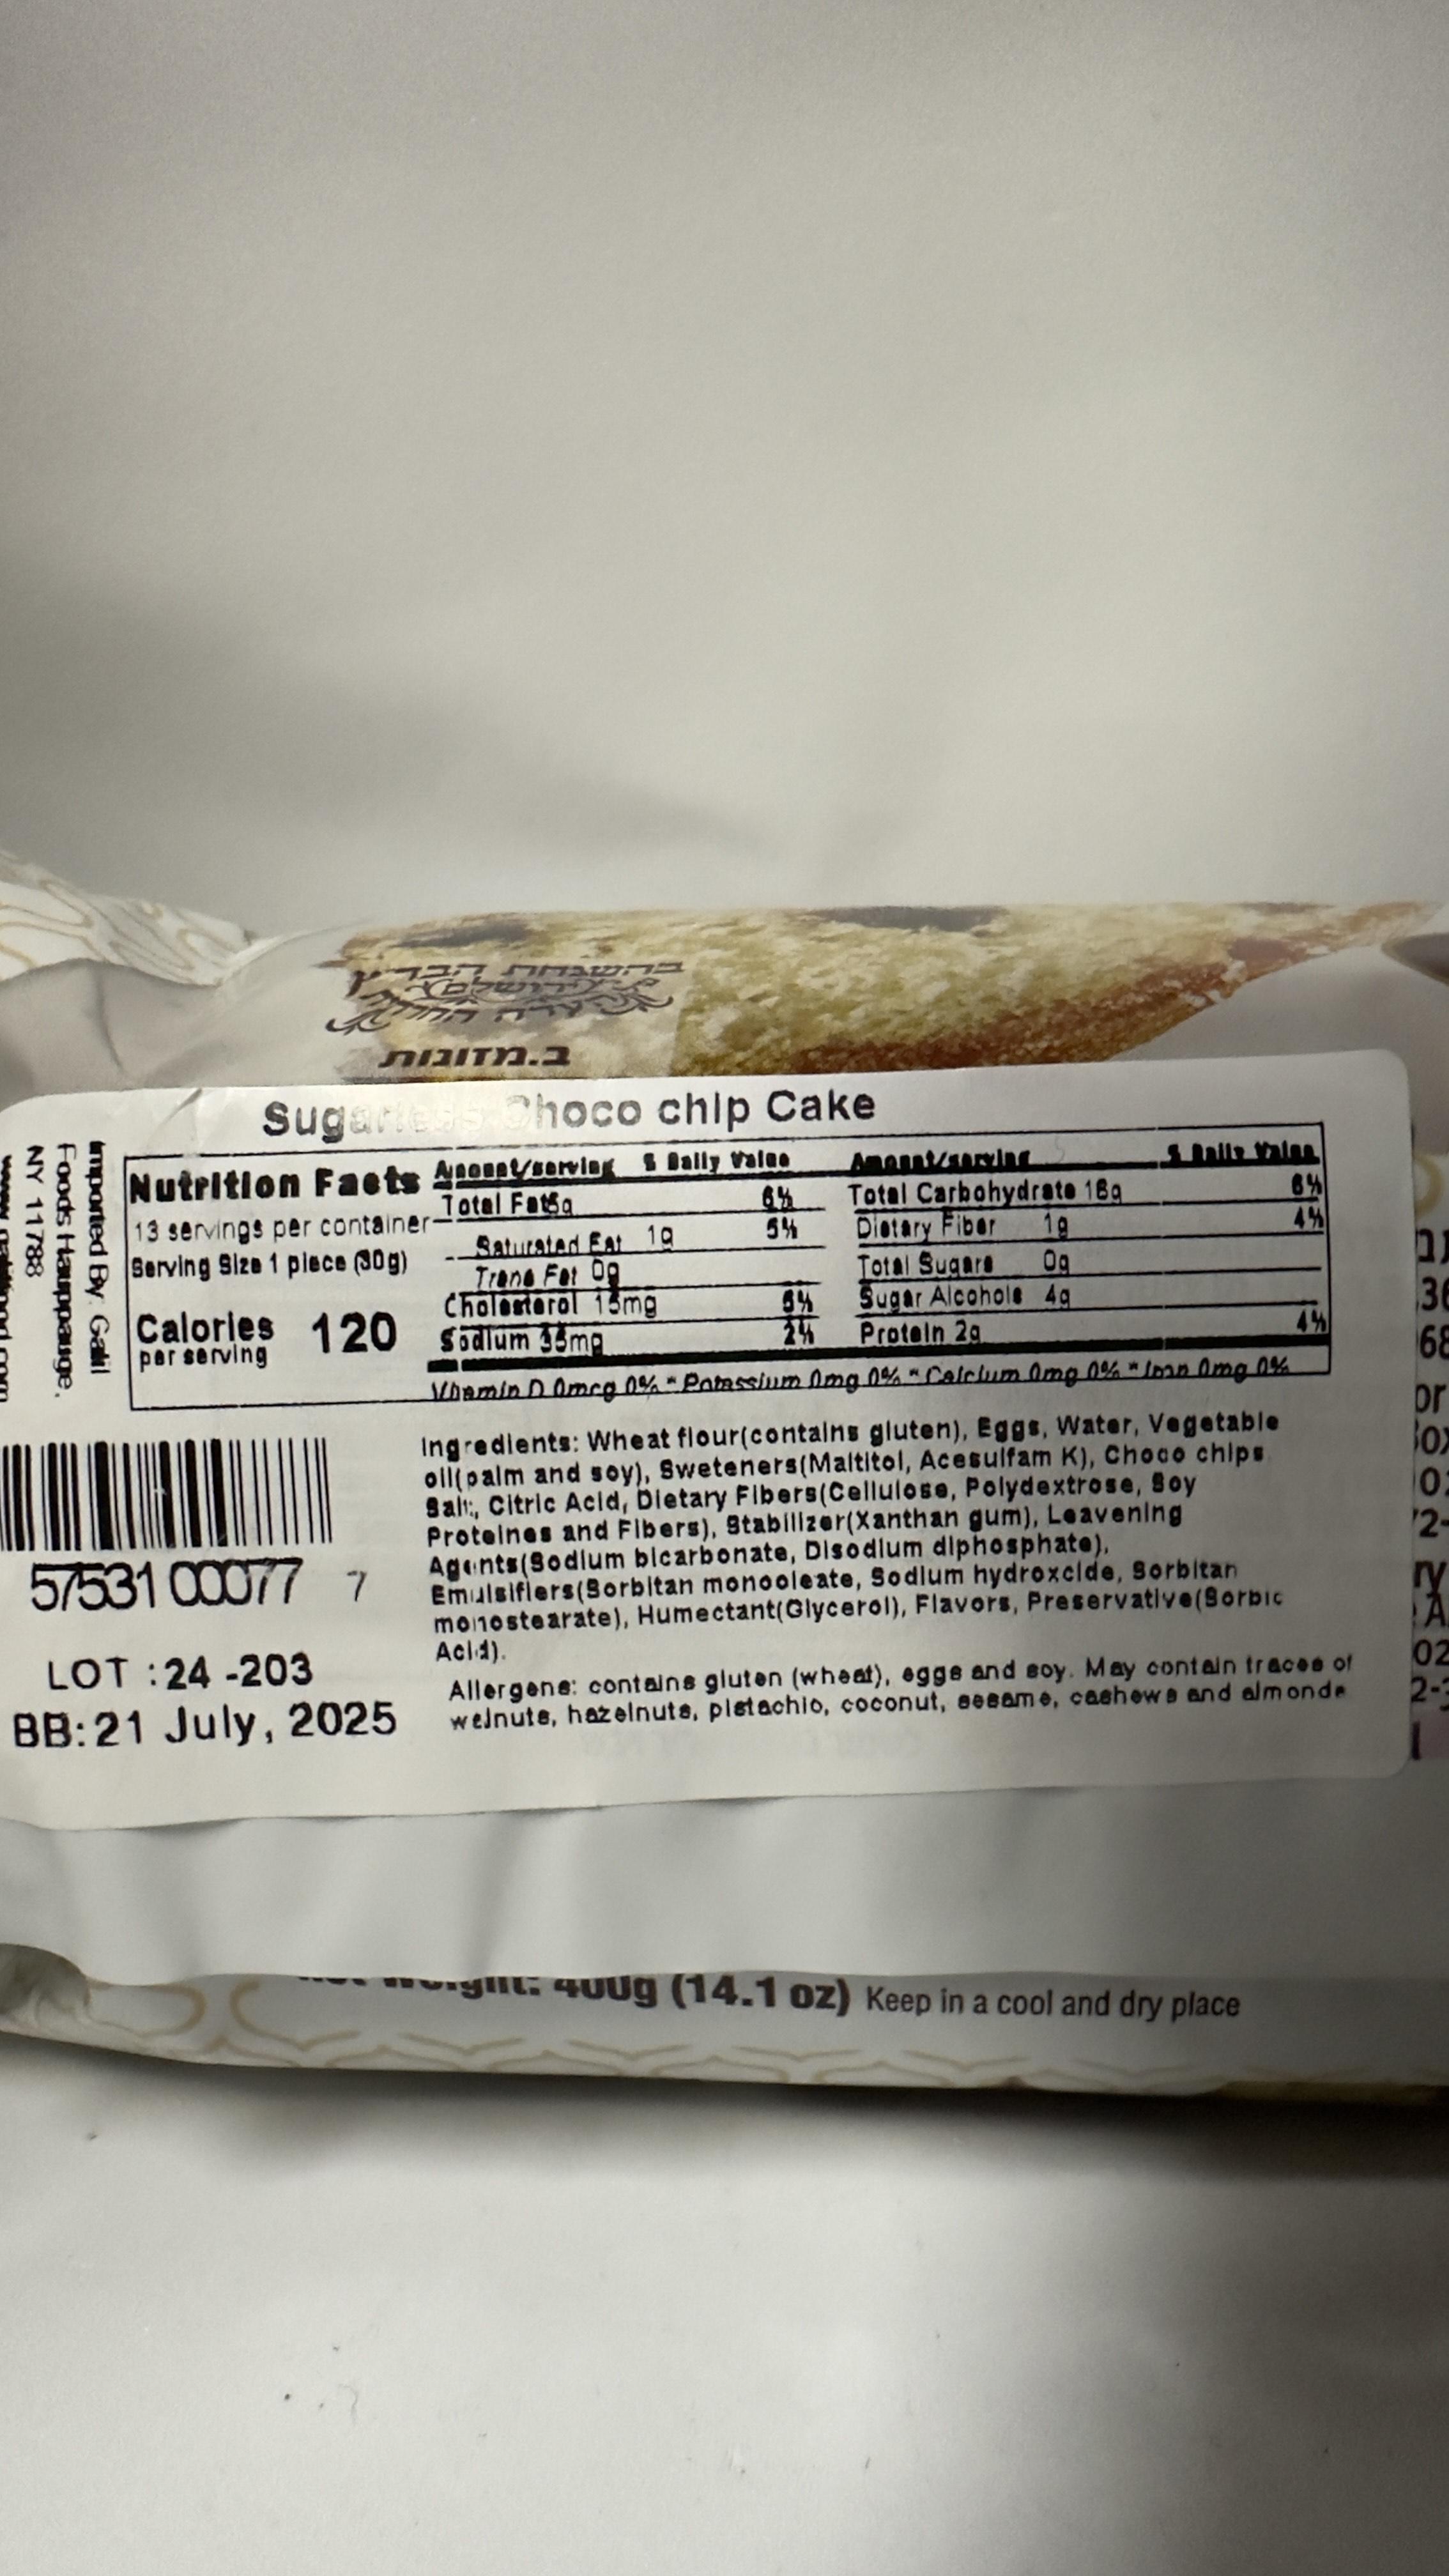 בהשגחת הבד״ץ
ב.מזונות
Choco chip Cake
Imported By: Galil
Foods Hauppauge,
NY 11788
Nutrition Facts
13 servings per container
Serving Size 1 piece (30g)
Calories 120
per serving
Amount/serving % Daily Value
Total Fat 5g 6%
Saturated Fat 1g 5%
Trans Fat 0g
Cholesterol 15mg 5%
Sodium 35mg 2%
Amount/serving % Daily Value
Total Carbohydrate 16g 6%
Dietary Fiber 1g 4%
Total Sugars 0g
Sugar Alcohols 4g
Protein 2g 4%
Vitamin D 0mcg 0% * Potassium 0mg 0% * Calcium 0mg 0% * Iron 0mg 0%
Ingredients: Wheat flour(contains gluten), Eggs, Water, Vegetable
oil(palm and soy), Sweteners(Maltitol, Acesulfam K), Choco chips
Salt, Citric Acid, Dietary Fibers(Cellulose, Polydextrose, Soy
Proteines and Fibers), Stabilizer(Xanthan gum), Leavening
Agents(Sodium bicarbonate, Disodium diphosphate),
Emulsifiers(Sorbitan monooleate, Sodium hydroxcide, Sorbitan
monostearate), Humectant(Glycerol), Flavors, Preservative(Sorbic
Acid).
Allergens: contains gluten (wheat), eggs and soy. May contain traces of
walnuts, hazelnuts, pistachio, coconut, sesame, cashews and almonds
57531 00077 7
LOT :24 -203
BB:21 July, 2025
Net Weight: 400g (14.1 oz) Keep in a cool and dry place